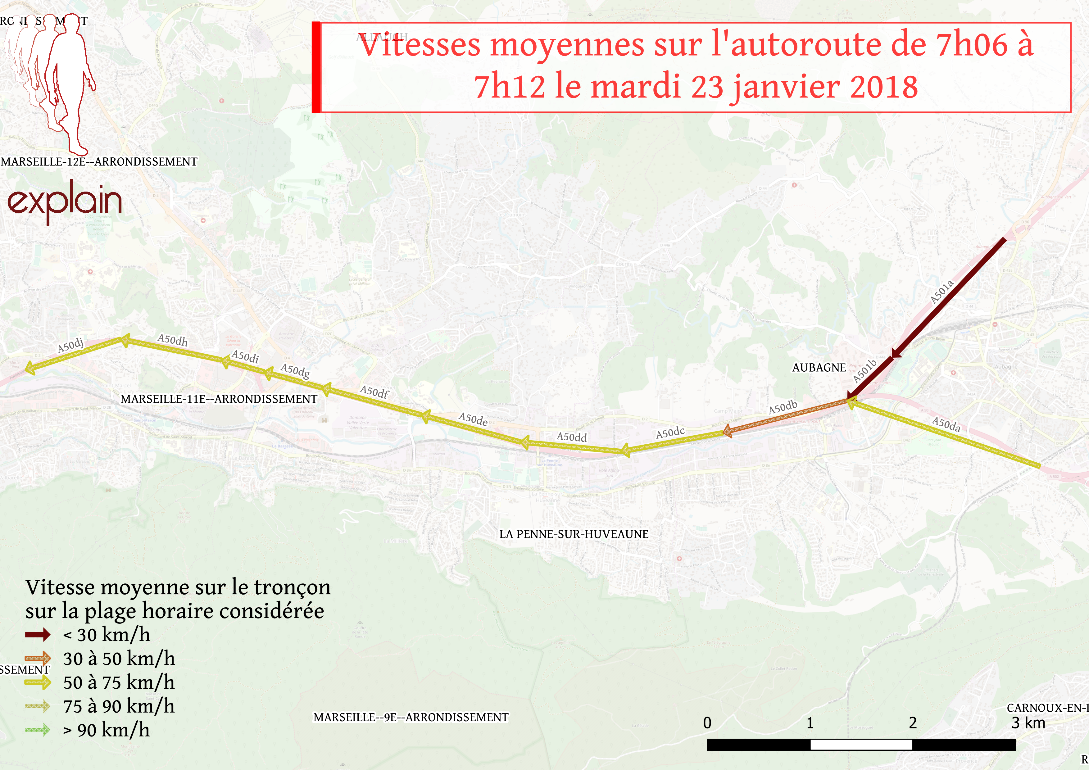 Vitesses moyennes sur l'autoroute de 7h06 à
7h12 le mardi 23 janvier 2018
MARSEILLE-12E--ARRONDISSEMENT
explain
A501a
A501b
AUBAGNE
A50dj
A50dh
A50di
A50dg
A50df
A50de
A50dd
A50dc
A50db
A50da
MARSEILLE-11E--ARRONDISSEMENT
LA PENNE-SUR-HUVEAUNE
Vitesse moyenne sur le tronçon
sur la plage horaire considérée
< 30 km/h
30 à 50 km/h
SSEMENT
50 à 75 km/h
75 à 90 km/h
> 90 km/h
MARSEILLE--9E--ARRONDISSEMENT
CARNOUX-EN-
0 1 2 3 km